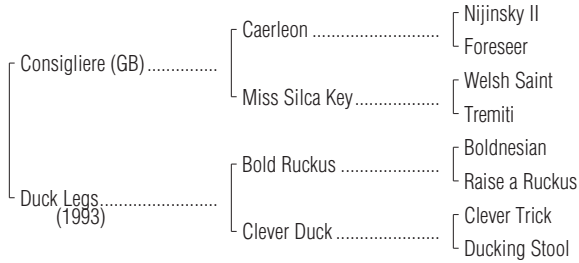 Nijinsky II
Caerleon ..............................
Foreseer
Consigliere (GB) ................
Welsh Saint
Miss Silca Key ....................
Tremiti
Boldnesian
Bold Ruckus .......................
Raise a Ruckus
Duck Legs ...........................
(1993)
Clever Trick
Clever Duck ........................
Ducking Stool